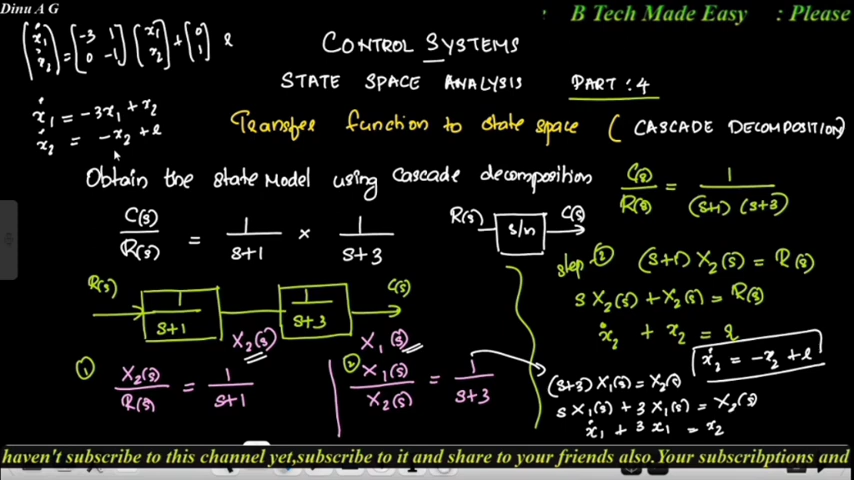 Dinu A G
B Tech Made Easy : Please
CONTROL SYSTEMS
STATE SPACE ANALYSIS PART : 4
Transfer function to state space ( CASCADE DECOMPOSITION)
[ẋ1 ẋ2] = [-3 1 0 -1] [x1 x2] + [0 1] r
ẋ1 = -3x1 + x2
ẋ2 = -x2 + r
Obtain the state Model using Cascade decomposition
C(s)/R(s) = 1/((s+1)(s+3))
C(s)/R(s) = 1/(s+1) × 1/(s+3)
R(s) s/n C(s)
R(s) 1/(s+1) 1/(s+3) C(s)
X2(s) X1(s)
① X2(s)/R(s) = 1/(s+1)
② X1(s)/X2(s) = 1/(s+3)
step ② (s+1) X2(s) = R(s)
sX2(s) + X2(s) = R(s)
ẋ2 + x2 = r
ẋ2 = -x2 + r
(s+3) X1(s) = X2(s)
sX1(s) + 3X1(s) = X2(s)
ẋ1 + 3x1 = x2
haven't subscribe to this channel yet,subscribe to it and share to your friends also.Your subscribptions and